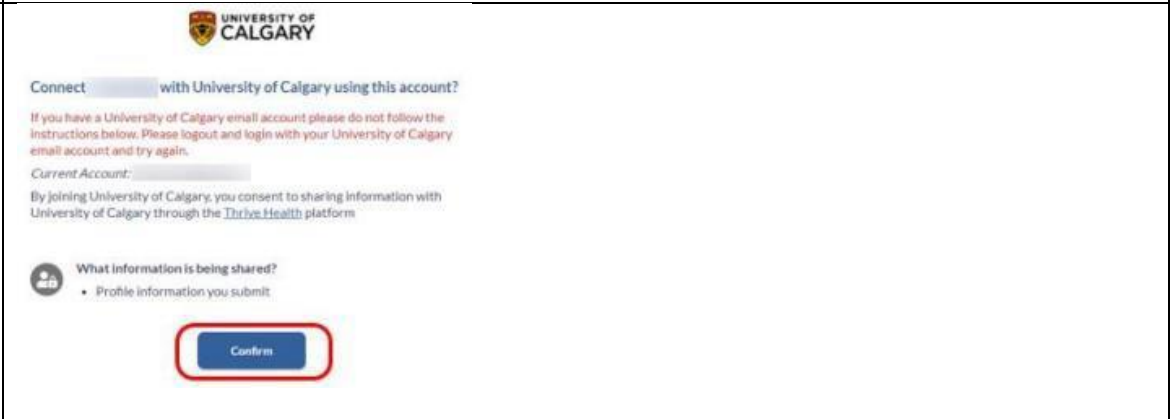 UNIVERSITY OF
CALGARY
Connect with University of Calgary using this account?
If you have a University of Calgary email account please do not follow the
instructions below. Please logout and login with your University of Calgary
email account and try again.
Current Account:
By joining University of Calgary, you consent to sharing information with
University of Calgary through the Thrive Health platform
What information is being shared?
• Profile information you submit
Confirm